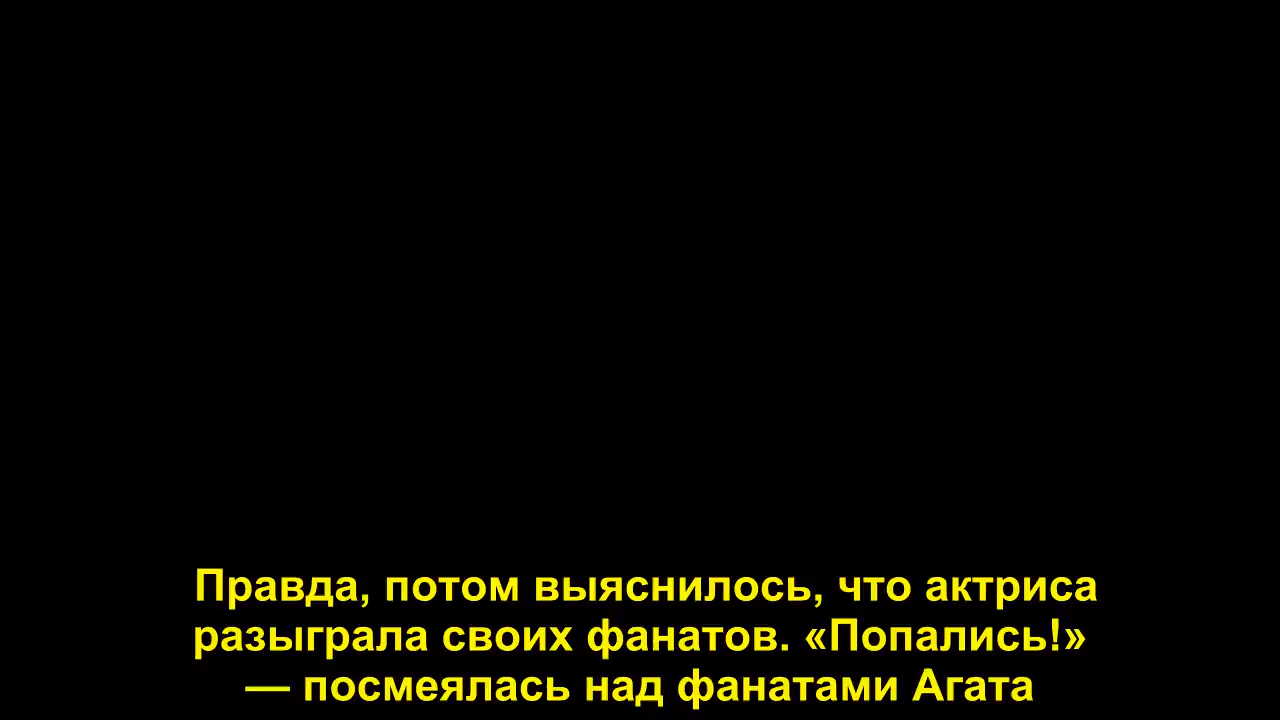 Правда, потом выяснилось, что актриса
разыграла своих фанатов. «Попались!»
— посмеялась над фанатами Агата